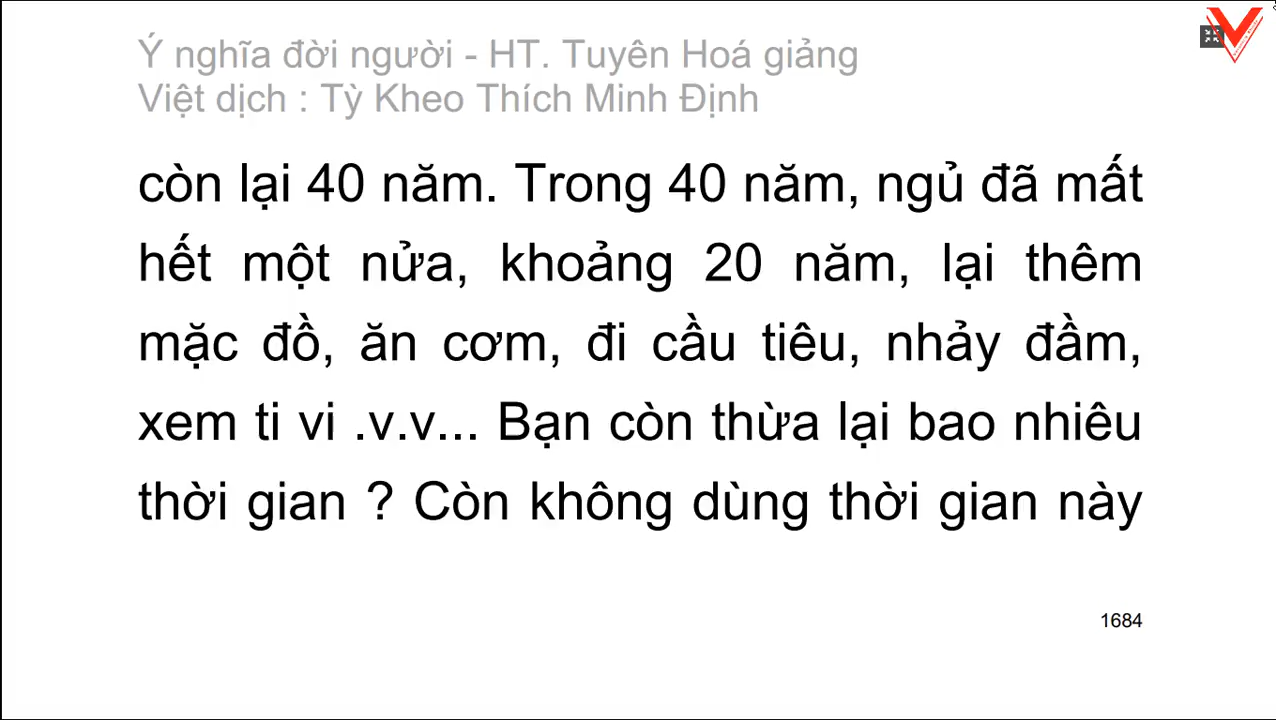 Ý nghĩa đời người - HT. Tuyên Hoá giảng
Việt dịch : Tỳ Kheo Thích Minh Định
còn lại 40 năm. Trong 40 năm, ngủ đã mất
hết một nửa, khoảng 20 năm, lại thêm
mặc đồ, ăn cơm, đi cầu tiêu, nhảy đầm,
xem ti vi .v.v... Bạn còn thừa lại bao nhiêu
thời gian ? Còn không dùng thời gian này
1684